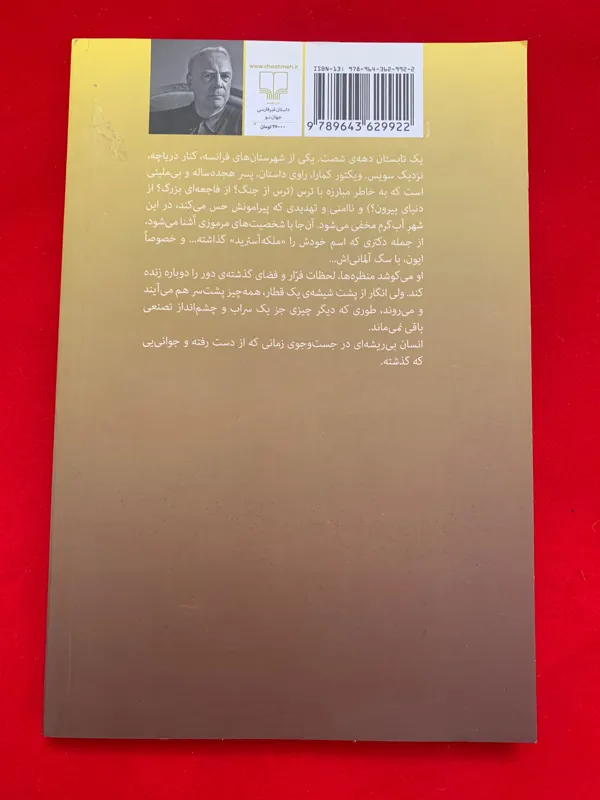 ISBN-13: 978-964-362-992-2
www.cheshmeh.ir
داستان غیرفارسی
جهان نو
۲۶۰۰۰ تومان
9 789643 629922
یک تابستان دهه‌ی شصت. یکی از شهرستان‌های فرانسه، کنار دریاچه،
نزدیک سویس. ویکتور کمارا، راوی داستان، پسر هجده‌ساله و بی‌ملیتی
است که به خاطر مبارزه با ترس (ترس از جنگ؟ از فاجعه‌ای بزرگ؟ از
دنیای بیرون؟) و ناامنی و تهدیدی که پیرامونش حس می‌کند، در این
شهر آب‌گرم مخفی می‌شود. آن‌جا با شخصیت‌های مرموزی آشنا می‌شود،
از جمله دکتری که اسم خودش را «ملکه آسترید» گذاشته... و خصوصاً
ایون، با سگ آلمانی‌اش...
او می‌کوشد منظره‌ها، لحظات فرّار و فضای گذشته‌ی دور را دوباره زنده
کند. ولی انگار از پشت شیشه‌ی یک قطار، همه‌چیز پشت‌سر هم می‌آیند
و می‌روند، طوری که دیگر چیزی جز یک سراب و چشم‌انداز تصنعی
باقی نمی‌ماند.
انسان بی‌ریشه‌ای در جست‌وجوی زمانی که از دست رفته و جوانی‌یی
که گذشته.